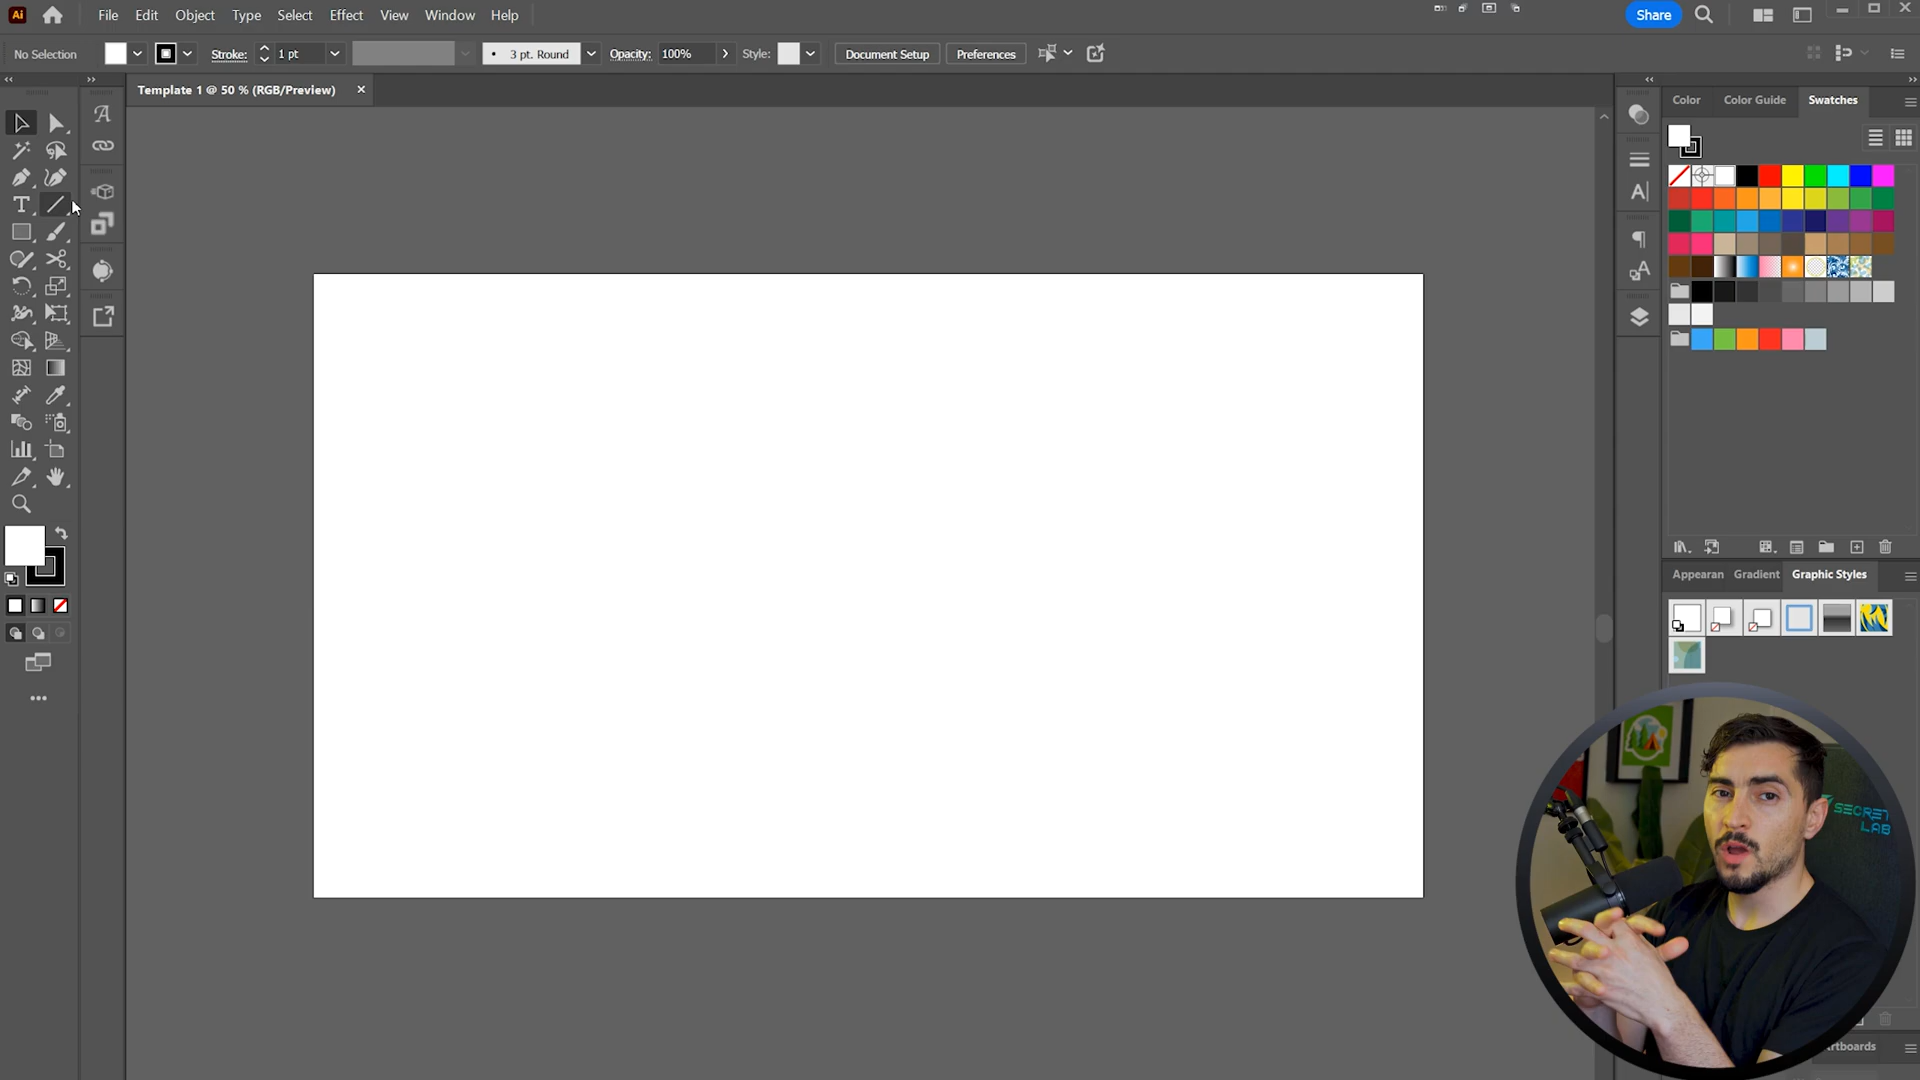 Ai File Edit Object Type Select Effect View Window Help Share
No Selection Stroke: 1 pt 3 pt. Round Opacity: 100% Style: Document Setup Preferences
Template 1 @ 50 % (RGB/Preview)
Color Color Guide Swatches
Appearan Gradient Graphic Styles
SECRET
LAB
rtboards